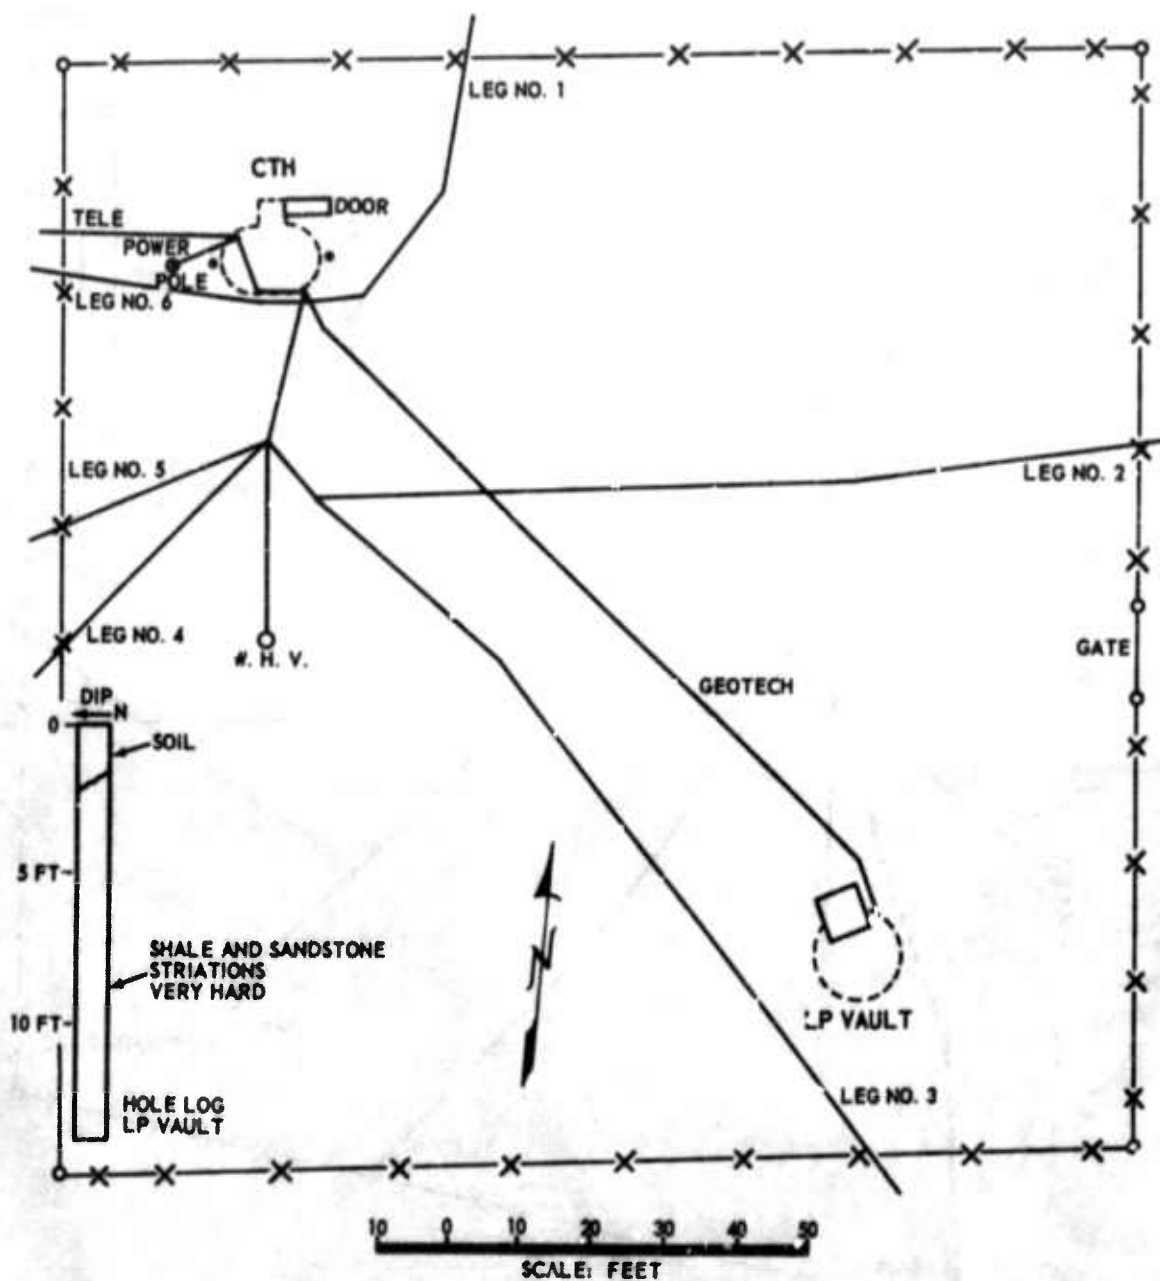 LEG NO. 1
CTH
DOOR
TELE
POWER
POLE
LEG NO. 6
LEG NO. 5
LEG NO. 2
LEG NO. 4
W. H. V.
GATE
GEOTECH
DIP
N
0
SOIL
5 FT
SHALE AND SANDSTONE
STRIATIONS
VERY HARD
N
10 FT
LP VAULT
LEG NO. 3
HOLE LOG
LP VAULT
10 0 10 20 30 40 50
SCALE: FEET